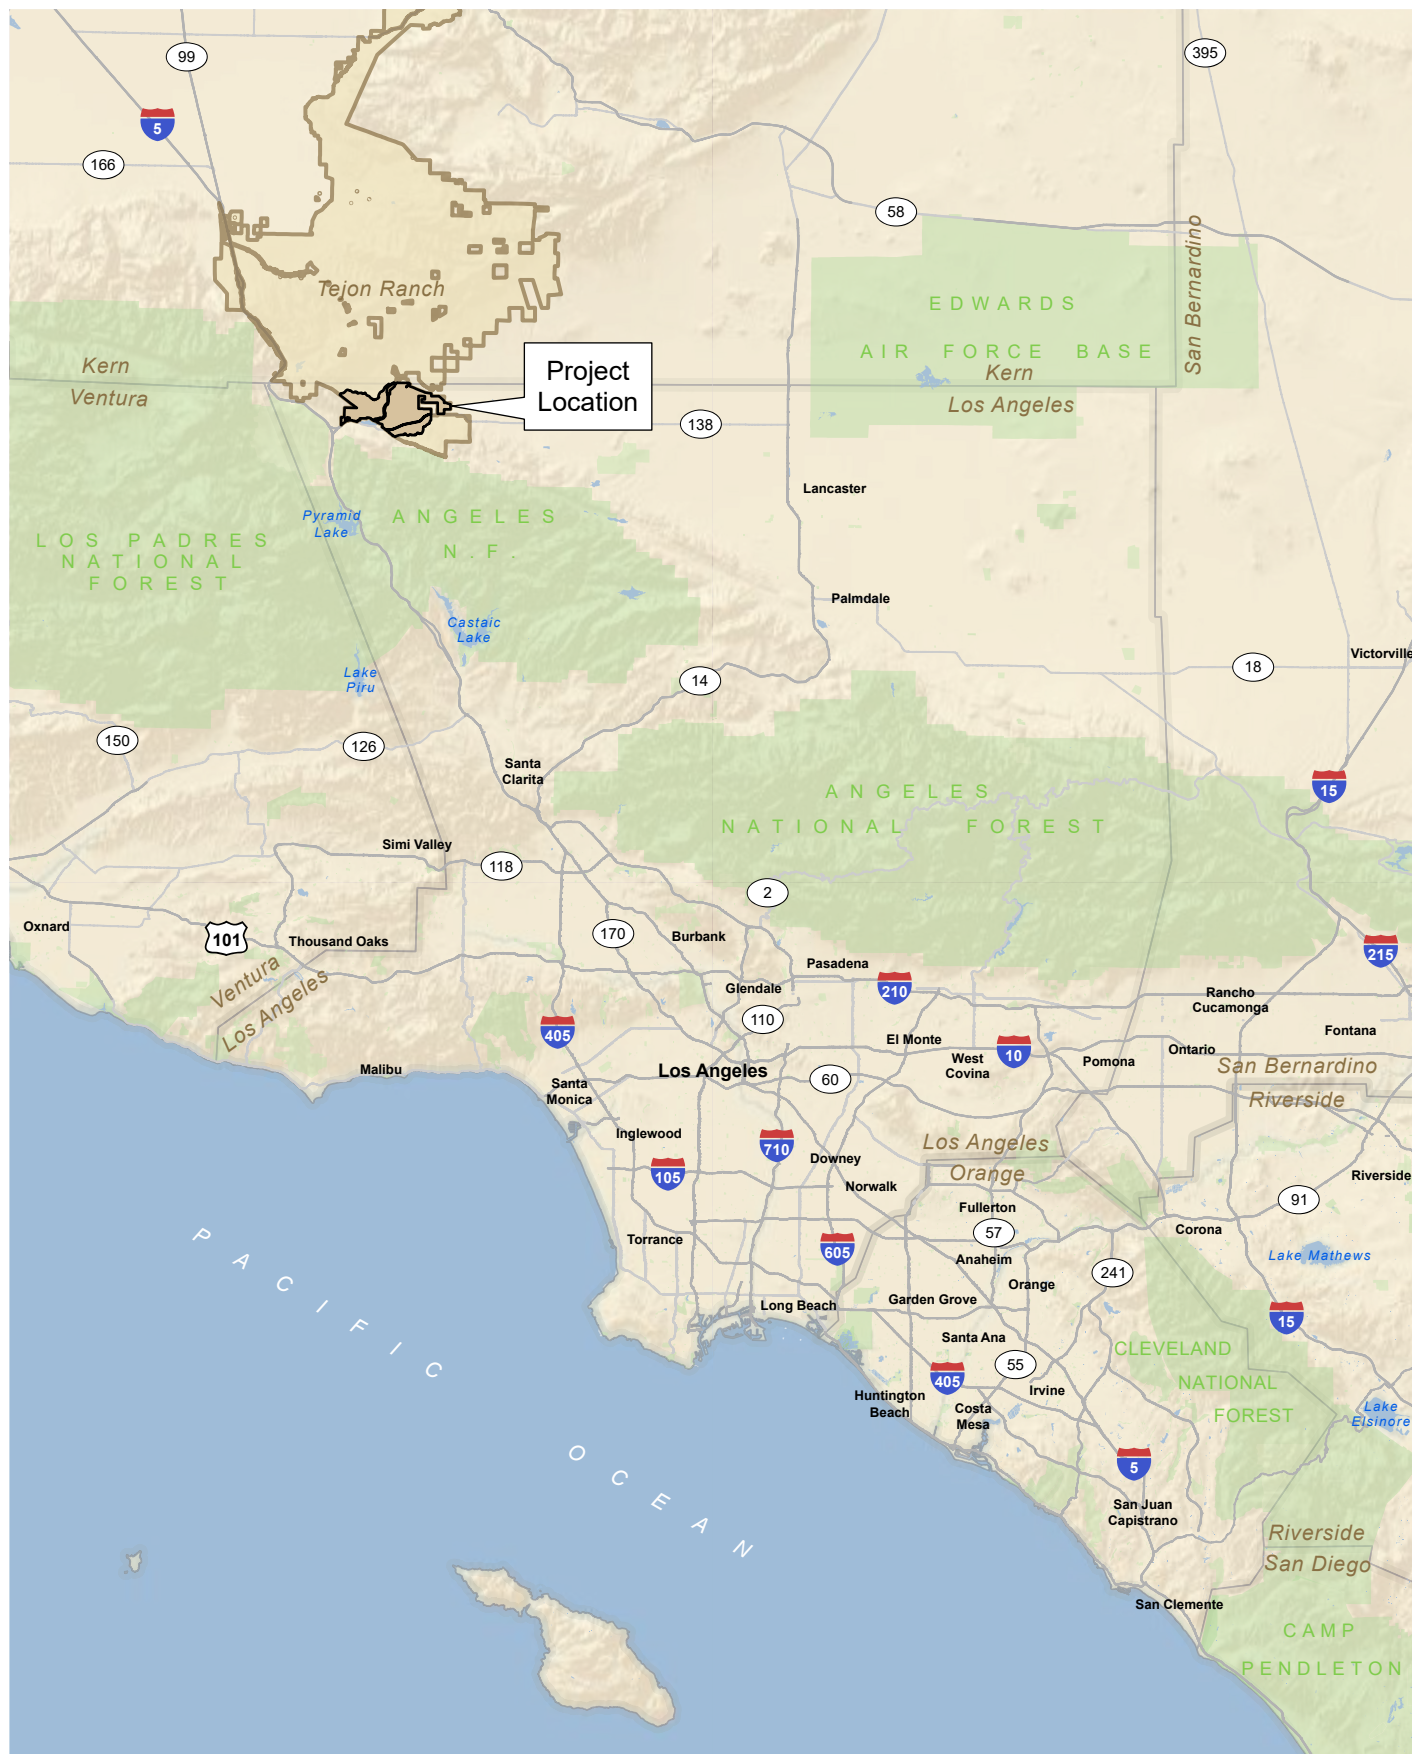 99
395
5
166
58
San Bernardino
Tejon Ranch
EDWARDS
AIR FORCE BASE
Kern
Los Angeles
Kern
Ventura
Project
Location
138
Lancaster
Pyramid
Lake
ANGELES
N.F.
LOS PADRES
NATIONAL
FOREST
Palmdale
Castaic
Lake
Lake
Piru
Victorville
18
14
150
126
Santa
Clarita
15
ANGELES
NATIONAL FOREST
Simi Valley
118
2
Oxnard
101
Thousand Oaks
170
Burbank
215
Pasadena
Ventura
Los Angeles
Glendale
210
Rancho
Cucamonga
110
405
El Monte
Fontana
10
West
Covina
Pomona
Ontario
San Bernardino
Riverside
Malibu
Los Angeles
60
Santa
Monica
Inglewood
710
Los Angeles
Orange
Downey
105
Norwalk
Riverside
91
Fullerton
57
Corona
PACIFIC
Torrance
605
Anaheim
Lake Mathews
241
Orange
Long Beach
Garden Grove
15
Santa Ana
CLEVELAND
NATIONAL
FOREST
55
405
Irvine
Huntington
Beach
Costa
Mesa
Lake
Elsinore
OCEAN
5
San Juan
Capistrano
Riverside
San Diego
San Clemente
CAMP
PENDLETON